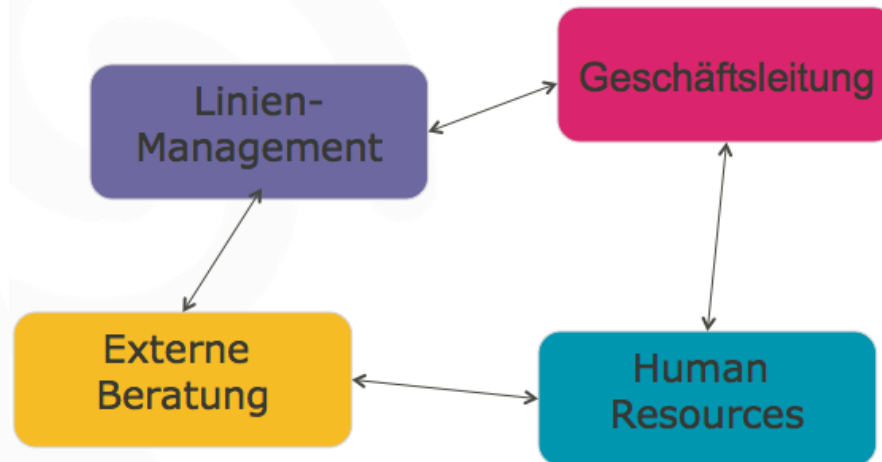 Linien-
Management
Geschäftsleitung
Externe
Beratung
Human
Resources